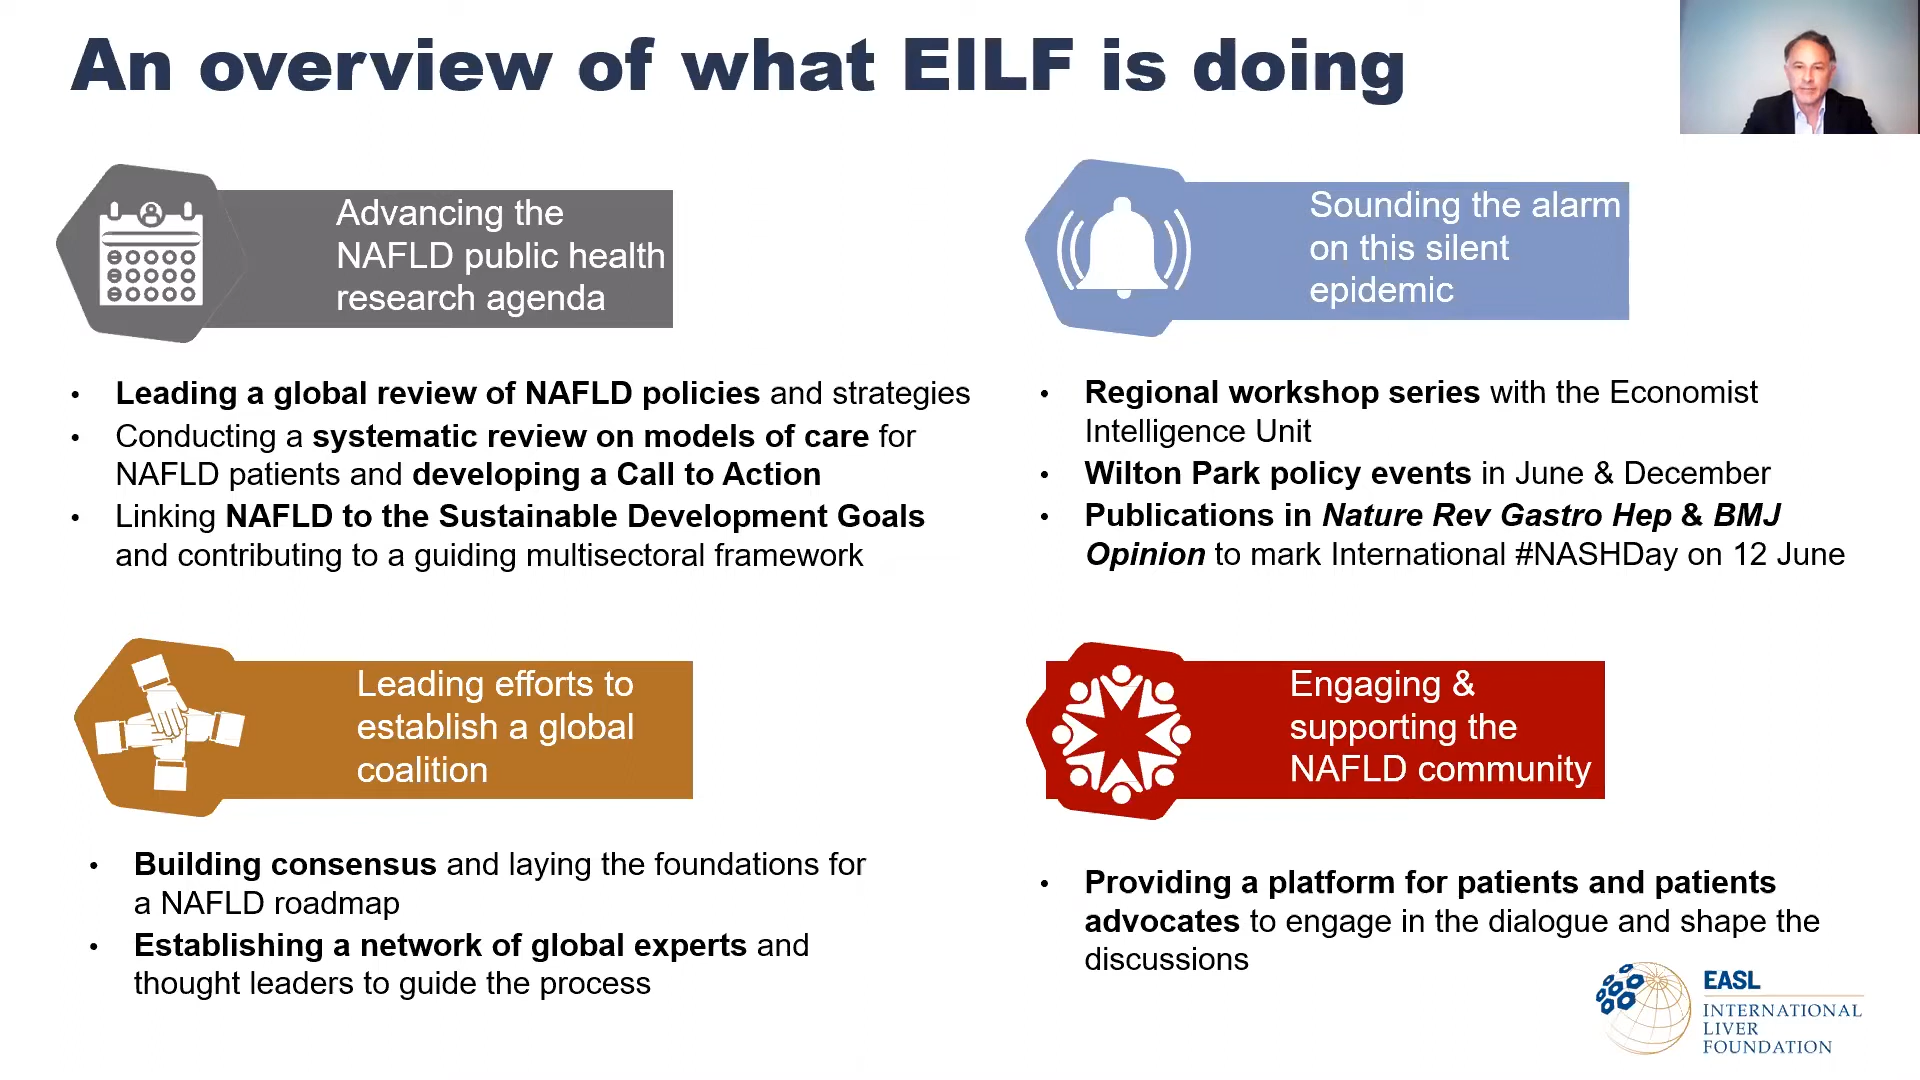 An overview of what EILF is doing
Advancing the
NAFLD public health
research agenda
• Leading a global review of NAFLD policies and strategies
• Conducting a systematic review on models of care for
NAFLD patients and developing a Call to Action
• Linking NAFLD to the Sustainable Development Goals
and contributing to a guiding multisectoral framework
Sounding the alarm
on this silent
epidemic
• Regional workshop series with the Economist
Intelligence Unit
• Wilton Park policy events in June & December
• Publications in Nature Rev Gastro Hep & BMJ
Opinion to mark International #NASHDay on 12 June
Leading efforts to
establish a global
coalition
• Building consensus and laying the foundations for
a NAFLD roadmap
• Establishing a network of global experts and
thought leaders to guide the process
Engaging &
supporting the
NAFLD community
• Providing a platform for patients and patients
advocates to engage in the dialogue and shape the
discussions
EASL
INTERNATIONAL
LIVER
FOUNDATION